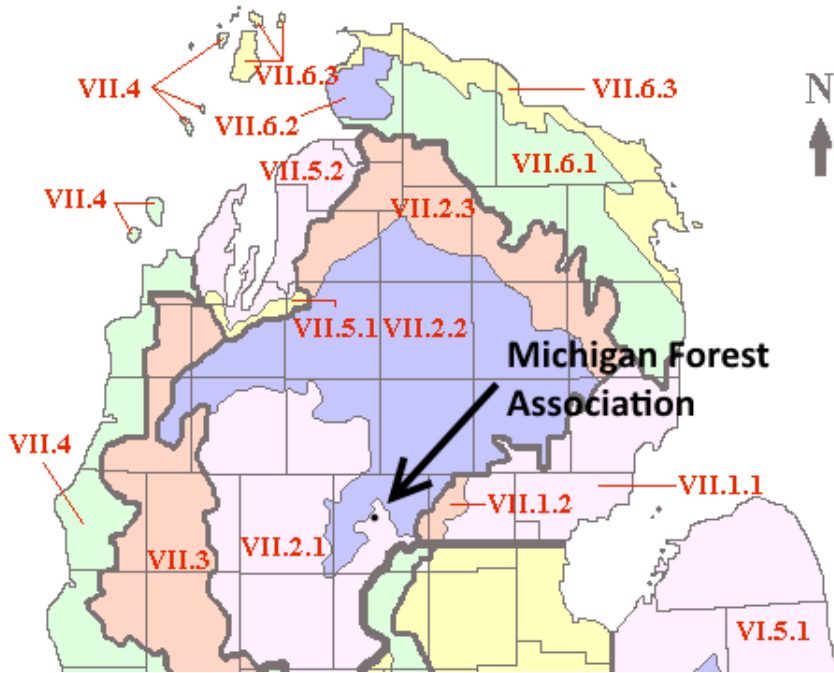 VII.6.3
VII.4
VII.6.3
N
VII.6.2
VII.5.2
VII.6.1
VII.4
VII.2.3
VII.5.1
VII.2.2
Michigan Forest
Association
VII.4
VII.1.2
VII.1.1
VII.3
VII.2.1
VI.5.1